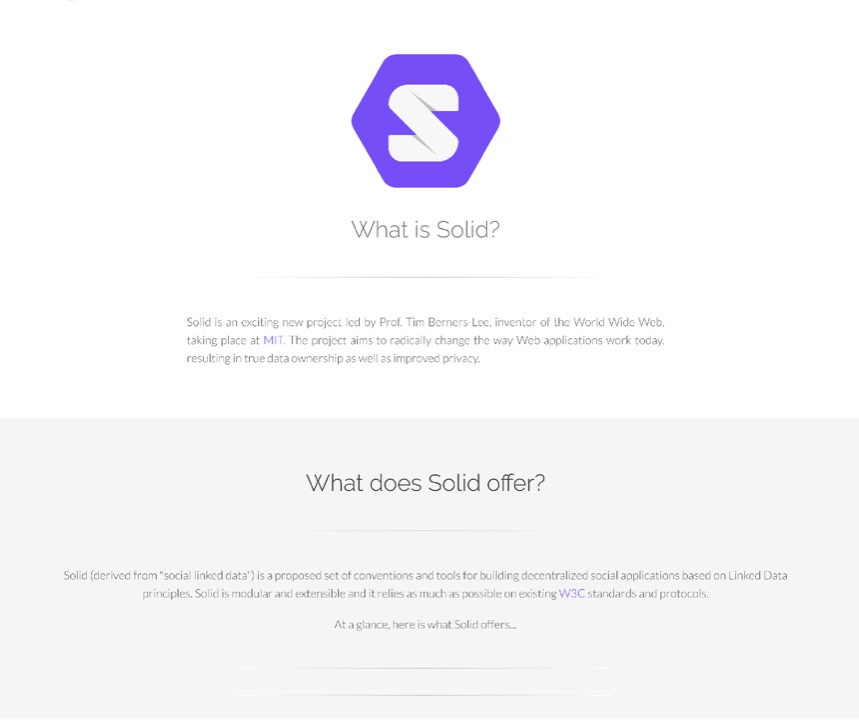 S
What is Solid?
Solid is an exciting new project led by Prof. Tim Berners-Lee, inventor of the World Wide Web,
taking place at MIT. The project aims to radically change the way Web applications work today,
resulting in true data ownership as well as improved privacy.
What does Solid offer?
Solid (derived from "social linked data") is a proposed set of conventions and tools for building decentralized social applications based on Linked Data
principles. Solid is modular and extensible and it relies as much as possible on existing W3C standards and protocols.
At a glance, here is what Solid offers...